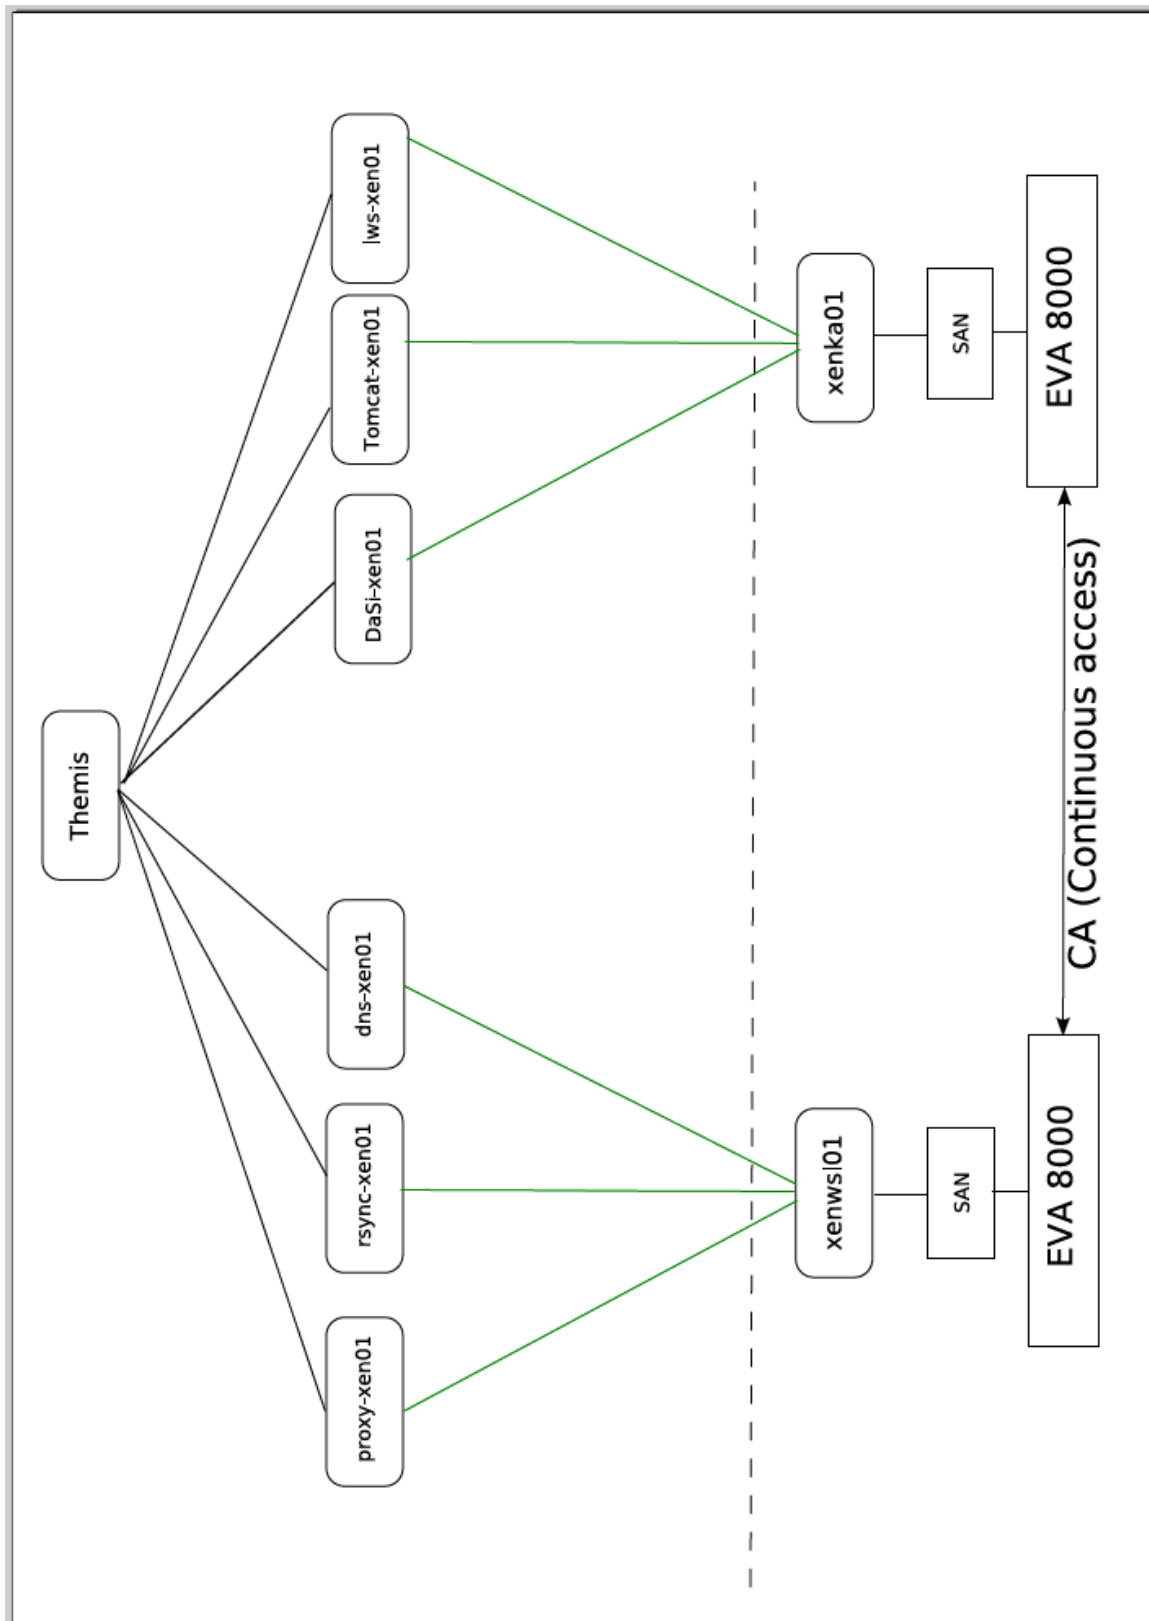 Themis
proxy-xen01
rsync-xen01
dns-xen01
DaSi-xen01
Tomcat-xen01
lws-xen01
xenwsl01
xenka01
SAN
SAN
EVA 8000
CA (Continuous access)
EVA 8000